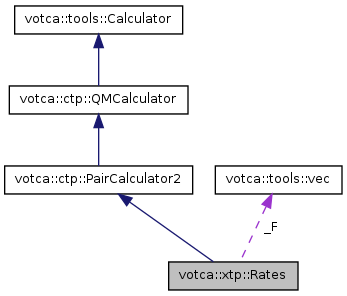 votca::tools::Calculator
votca::ctp::QMCalculator
votca::ctp::PairCalculator2
votca::tools::vec
_F
votca::xtp::Rates